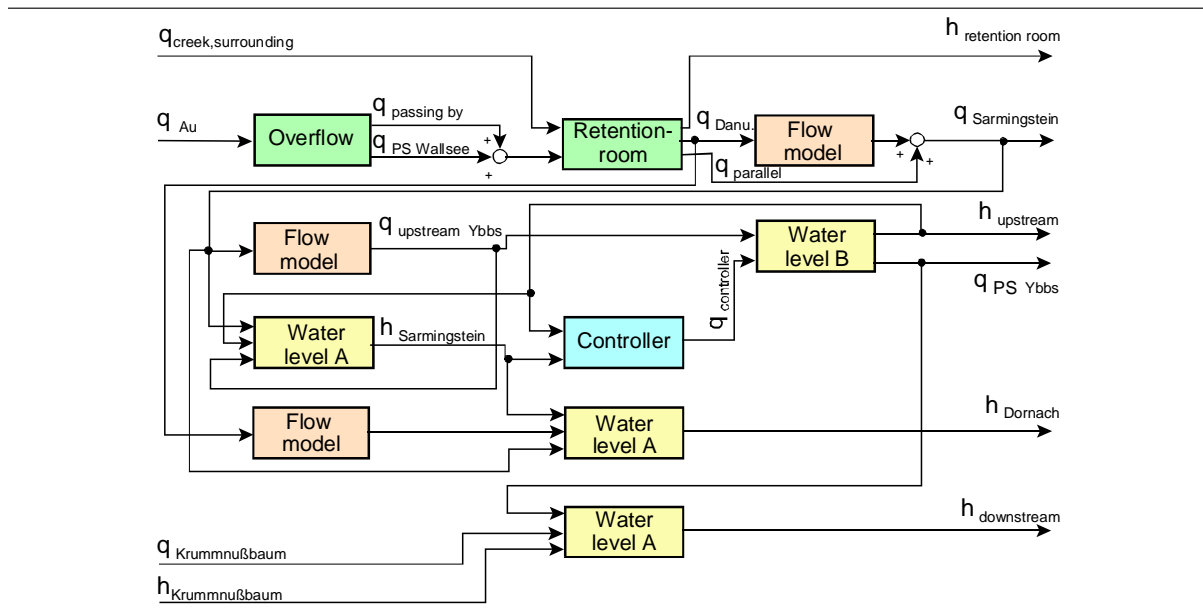 q creek,surrounding
h retention room
q Au
Overflow
q passing by
q PS Wallsee
+
+
Retention-
room
q Danu.
q parallel
Flow
model
+
+
q Sarmingstein
Flow
model
q upstream Ybbs
Water
level B
h upstream
q PS Ybbs
q controller
Water
level A
h Sarmingstein
Controller
Flow
model
Water
level A
h Dornach
Water
level A
h downstream
q Krummnußbaum
h Krummnußbaum